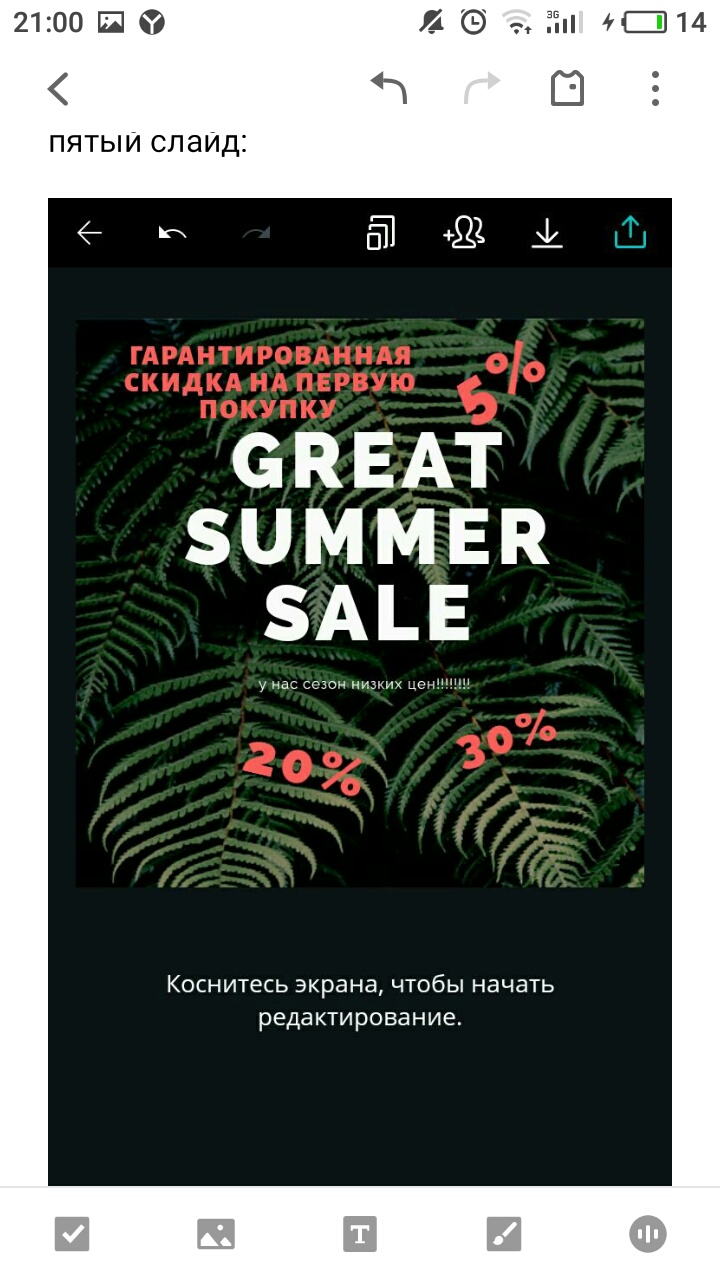 21:00
3G
14
пятый слайд:
ГАРАНТИРОВАННАЯ
СКИДКА НА ПЕРВУЮ
ПОКУПКУ
5%
GREAT
SUMMER
SALE
у нас сезон низких цен!!!!!!!!
20%
30%
Коснитесь экрана, чтобы начать
редактирование.
T